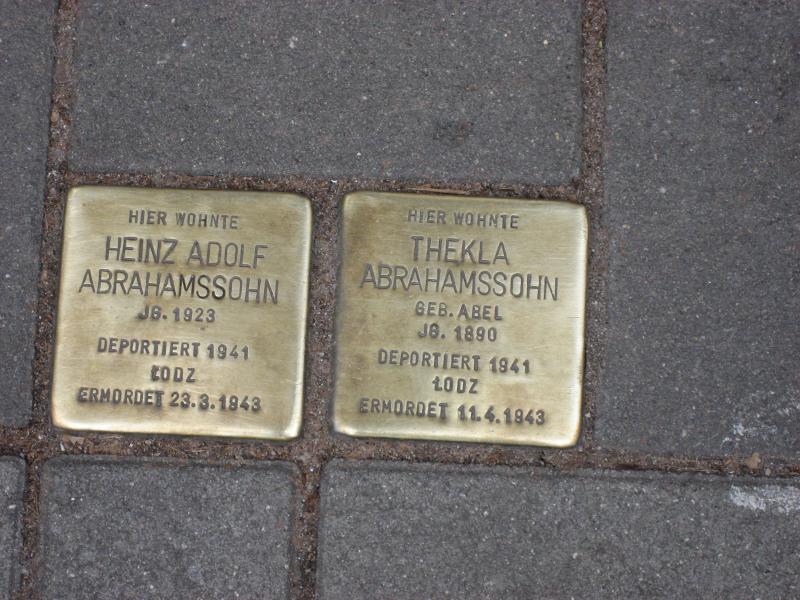 HIER WOHNTE
HEINZ ADOLF
ABRAHAMSSOHN
JG. 1923
DEPORTIERT 1941
ŁODZ
ERMORDET 23.3.1943
HIER WOHNTE
THEKLA
ABRAHAMSSOHN
GEB. ABEL
JG. 1890
DEPORTIERT 1941
ŁODZ
ERMORDET 11.4.1943